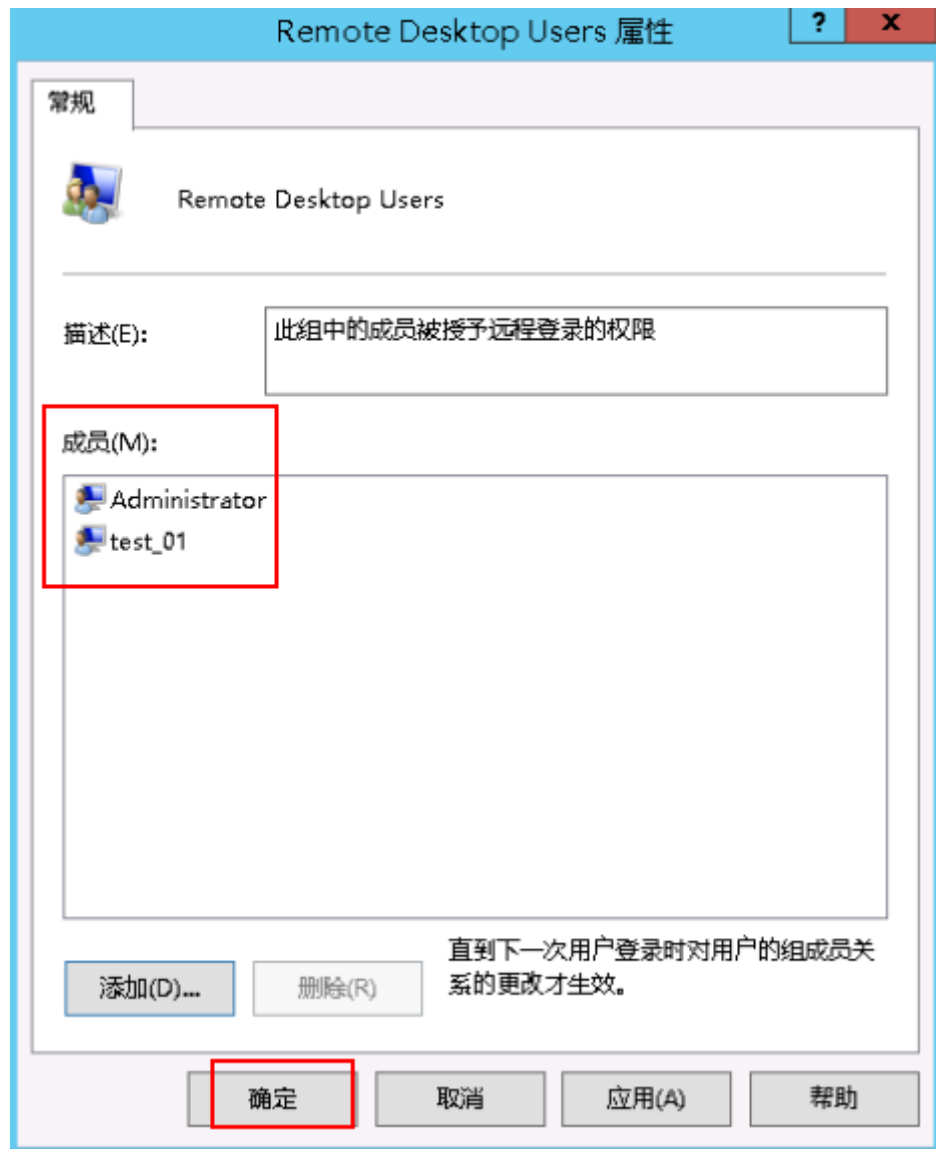 Remote Desktop Users 属性
? x
常规
Remote Desktop Users
描述(E):
此组中的成员被授予远程登录的权限
成员(M):
Administrator
test_01
直到下一次用户登录时对用户的组成员关
系的更改才生效。
添加(D)...
删除(R)
确定
取消
应用(A)
帮助